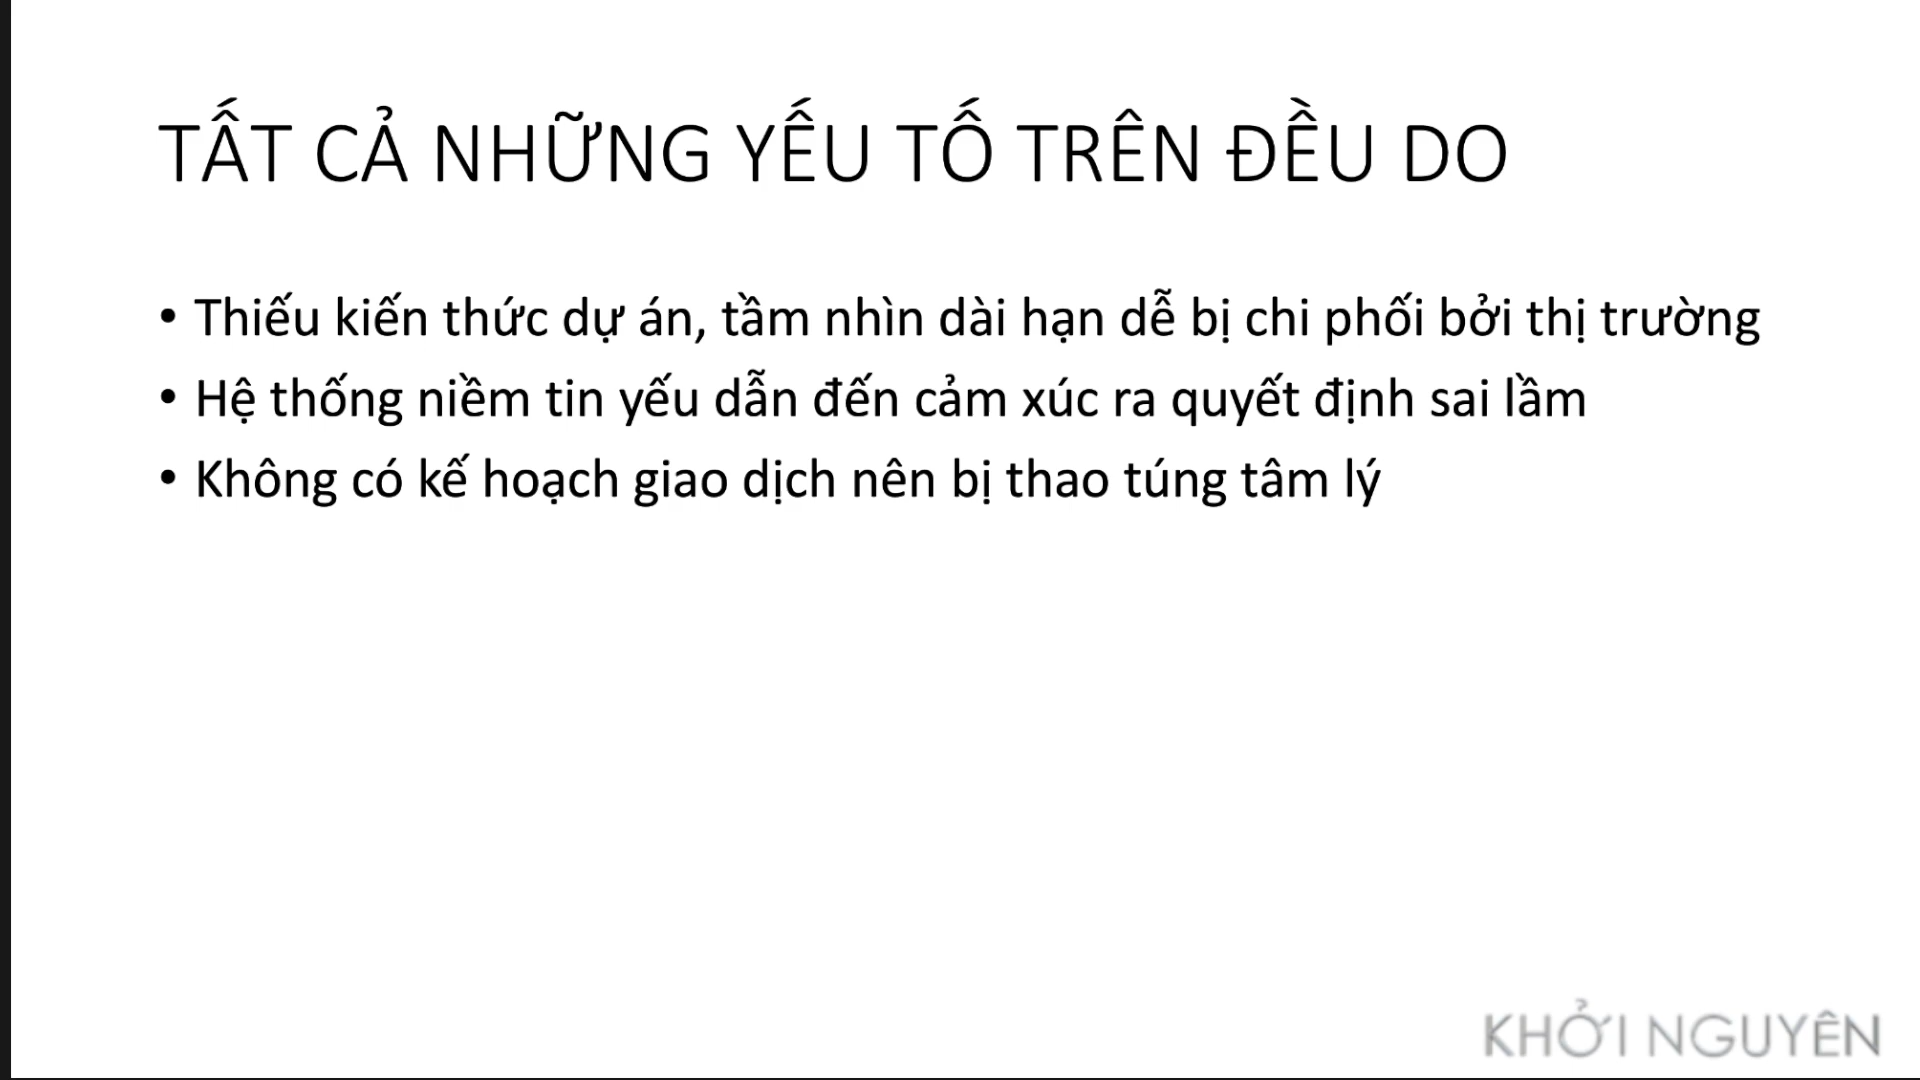 TẤT CẢ NHỮNG YẾU TỐ TRÊN ĐỀU DO
• Thiếu kiến thức dự án, tầm nhìn dài hạn dễ bị chi phối bởi thị trường
• Hệ thống niềm tin yếu dẫn đến cảm xúc ra quyết định sai lầm
• Không có kế hoạch giao dịch nên bị thao túng tâm lý
KHỞI NGUYÊN